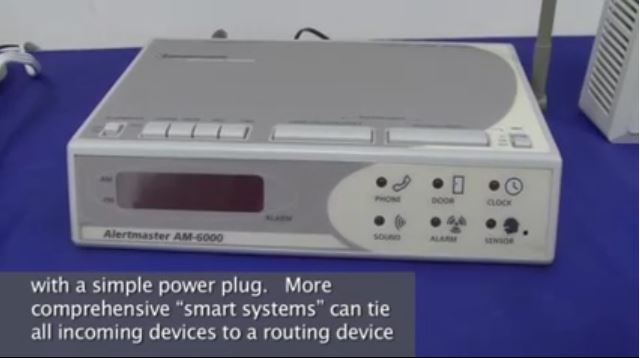 AM
PM
ALARM
Alertmaster AM-6000
PHONE
DOOR
CLOCK
SOUND
ALARM
SENSOR
with a simple power plug. More
comprehensive “smart systems” can tie
all incoming devices to a routing device